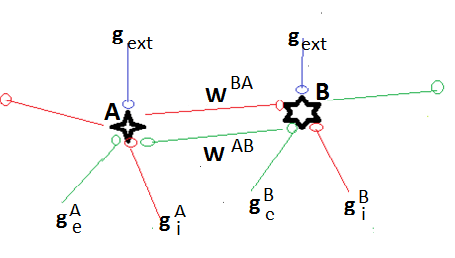 g ext
g ext
A
B
W BA
W AB
g A e
g A i
g B c
g B i